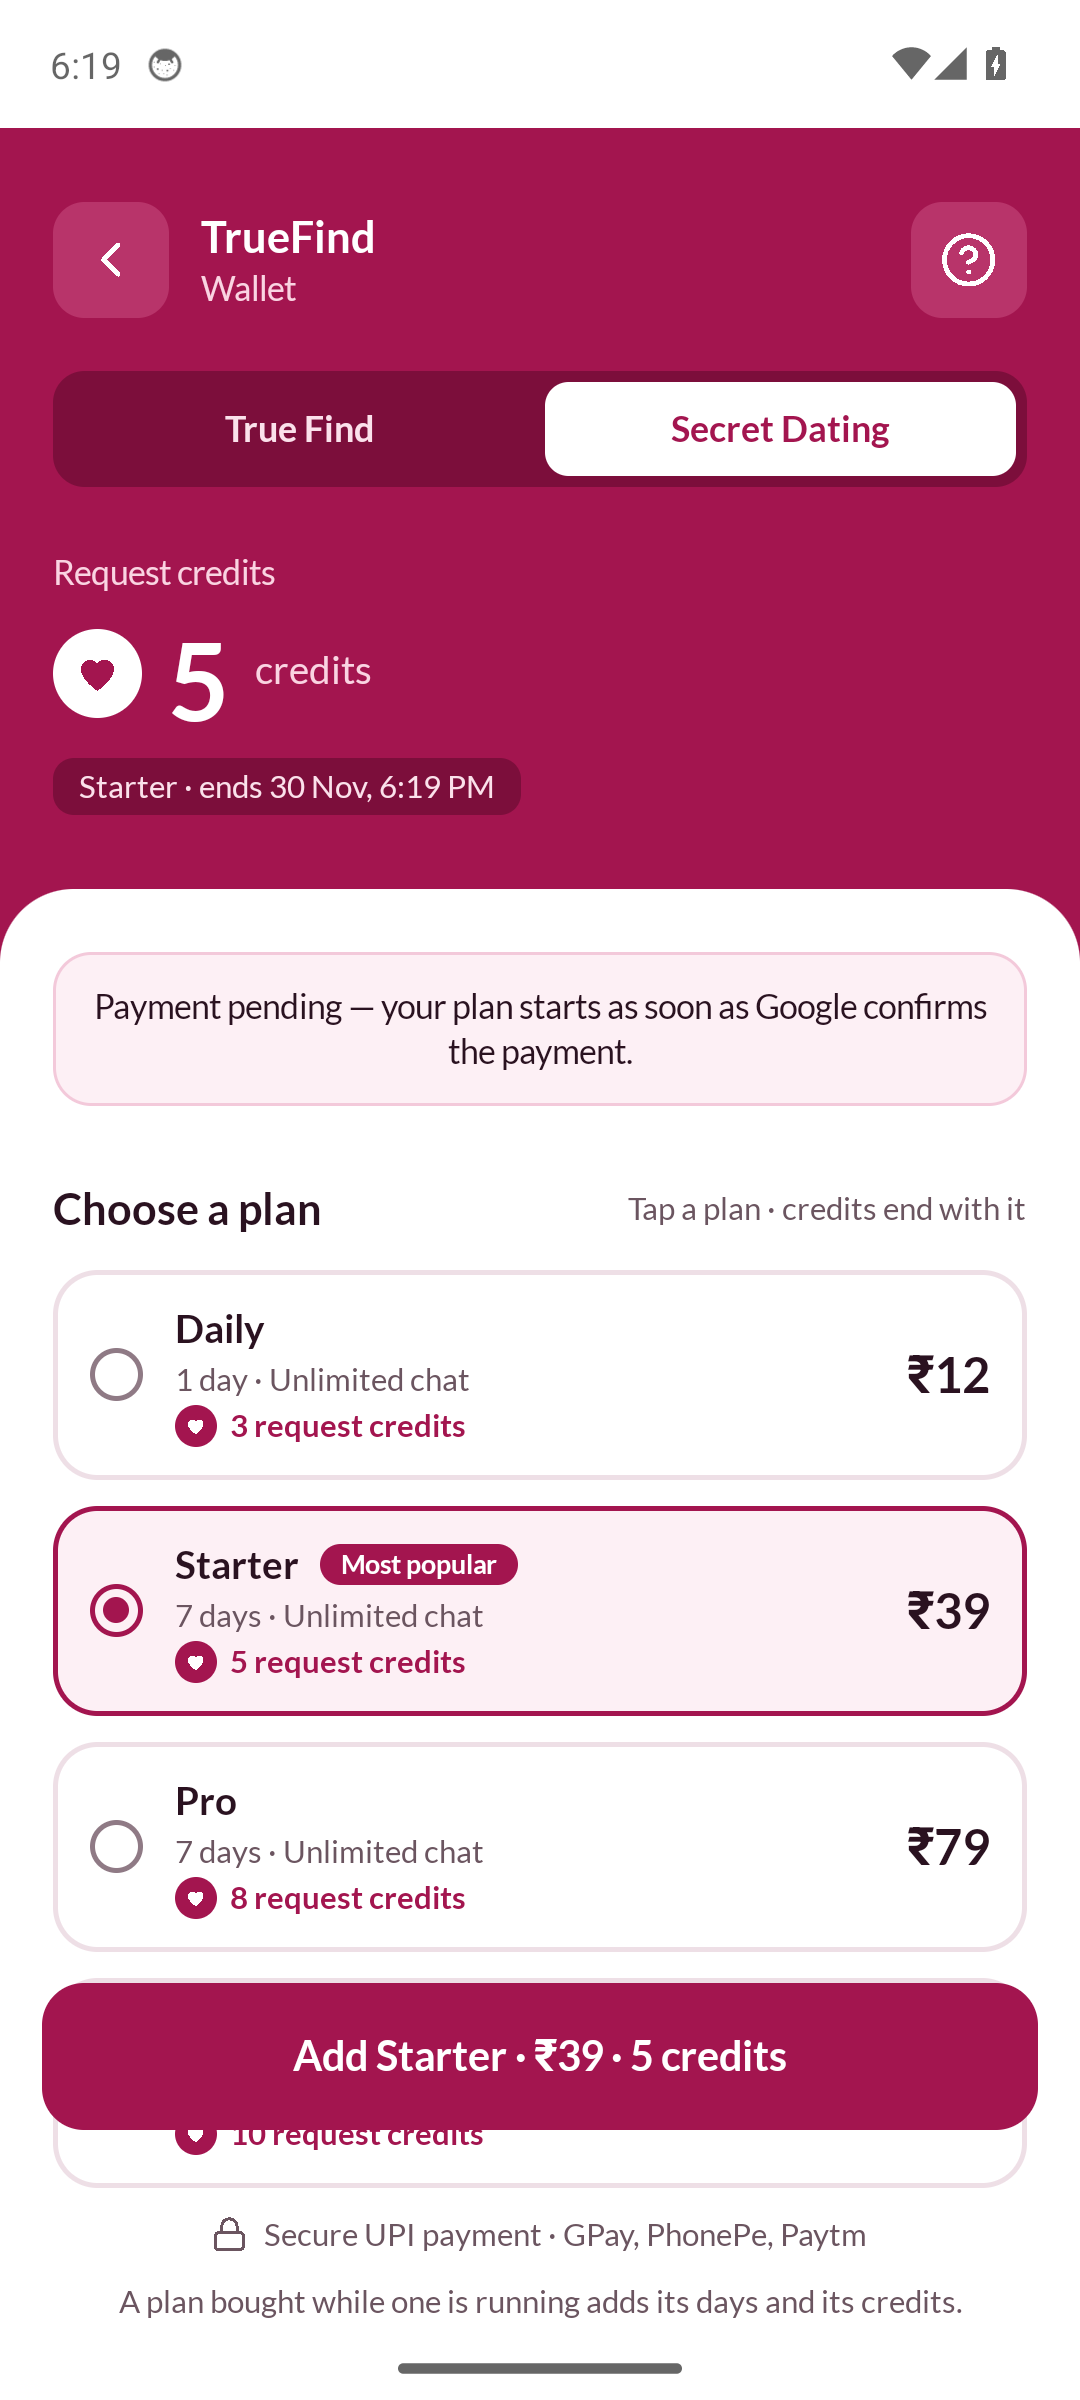 6:19
TrueFind
Wallet
True Find
Secret Dating
Request credits
5 credits
Starter · ends 30 Nov, 6:19 PM
Payment pending — your plan starts as soon as Google confirms
the payment.
Choose a plan
Tap a plan · credits end with it
Daily
1 day · Unlimited chat
3 request credits
₹12
Starter
Most popular
7 days · Unlimited chat
5 request credits
₹39
Pro
7 days · Unlimited chat
8 request credits
₹79
Add Starter · ₹39 · 5 credits
10 request credits
Secure UPI payment · GPay, PhonePe, Paytm
A plan bought while one is running adds its days and its credits.